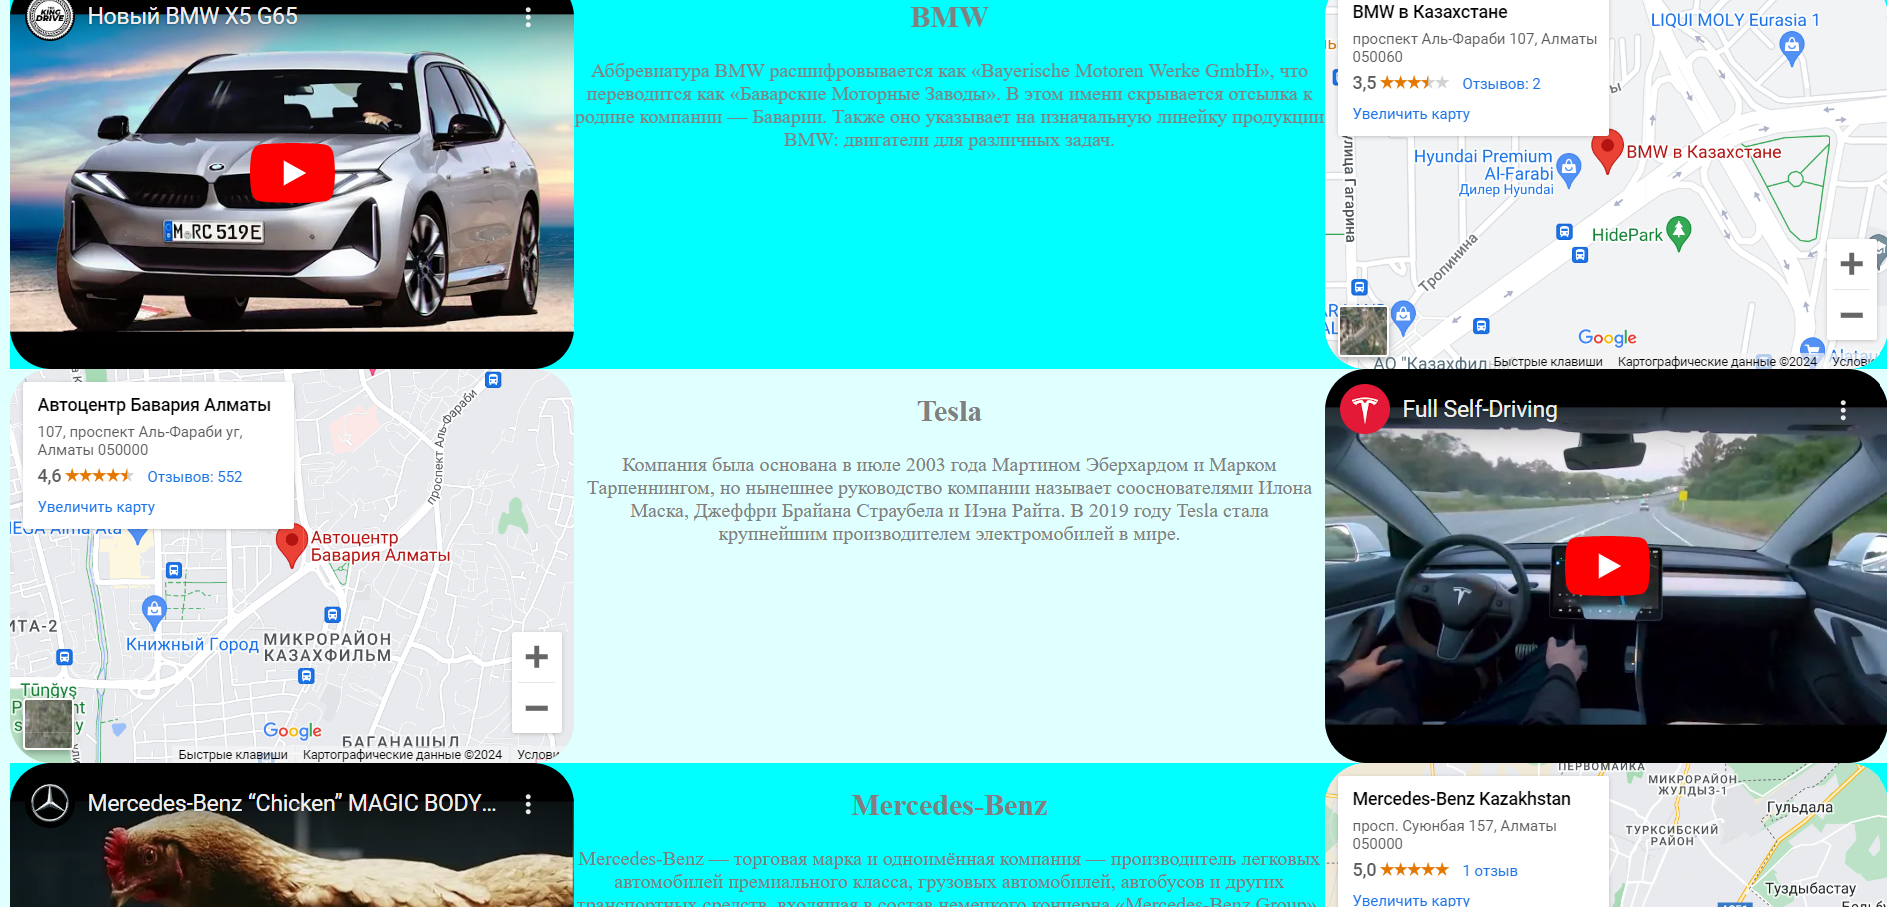 Новый BMW X5 G65
M RC 519E
BMW
Аббревиатура BMW расшифровывается как «Bayerische Motoren Werke GmbH», что
переводится как «Баварские Моторные Заводы». В этом имени скрывается отсылка к
родине компании — Баварии. Также оно указывает на изначальную линейку продукции
BMW: двигатели для различных задач.
BMW в Казахстане
проспект Аль-Фараби 107, Алматы
050060
3,5
Отзывов: 2
Увеличить карту
LIQUI MOLY Eurasia 1
BMW в Казахстане
Hyundai Premium
Al-Farabi
Дилер Hyundai
улица Гагарина
HidePark
Тропинина
Google
АО "Казахфил
Быстрые клавиши
Картографические данные ©2024
Услови
Автоцентр Бавария Алматы
107, проспект Аль-Фараби уг,
Алматы 050000
4,6
Отзывов: 552
Увеличить карту
проспект Аль-Фараби
Автоцентр
Бавария Алматы
ИТА-2
Книжный Город
МИКРОРАЙОН
КАЗАХФИЛЬМ
Tūñğyş
Google
БАГАНАШЫЛ
Быстрые клавиши
Картографические данные ©2024
Услови
Tesla
Компания была основана в июле 2003 года Мартином Эберхардом и Марком
Тарпеннингом, но нынешнее руководство компании называет сооснователями Илона
Маска, Джеффри Брайана Страубела и Иэна Райта. В 2019 году Tesla стала
крупнейшим производителем электромобилей в мире.
Full Self-Driving
Mercedes-Benz “Chicken” MAGIC BODY...
Mercedes-Benz
Mercedes-Benz — торговая марка и одноимённая компания — производитель легковых
автомобилей премиального класса, грузовых автомобилей, автобусов и других
транспортных средств, входящая в состав немецкого концерна «Mercedes-Benz Group».
Mercedes-Benz Kazakhstan
просп. Суюнбая 157, Алматы
050000
5,0
1 отзыв
Увеличить карту
ПЕРВОМАЙКА
МИКРОРАЙОН
ЖУЛДЫЗ-1
Гульдала
ТУРКСИБСКИЙ
РАЙОН
Туздыбастау